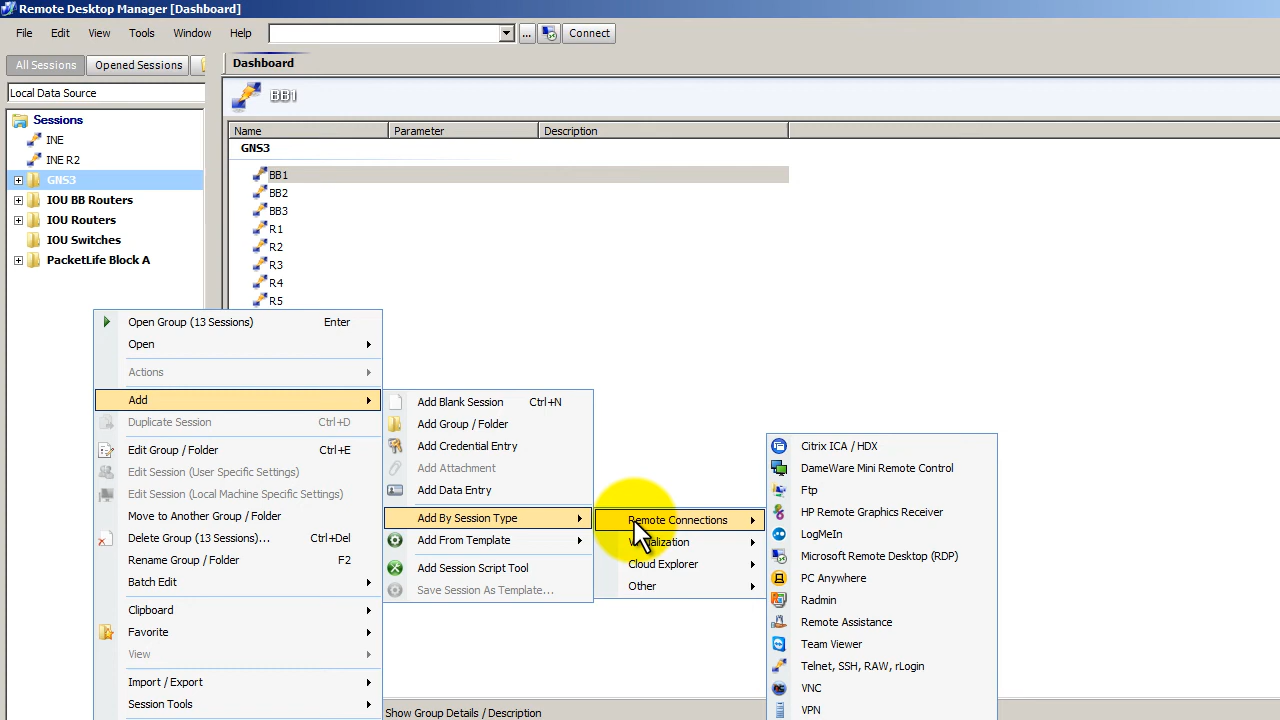 Remote Desktop Manager [Dashboard]
File Edit View Tools Window Help ... Connect
All Sessions Opened Sessions
Local Data Source
Sessions
INE
INE R2
GNS3
IOU BB Routers
IOU Routers
IOU Switches
PacketLife Block A
Dashboard
BB1
Name Parameter Description
GNS3
BB1
BB2
BB3
R1
R2
R3
R4
R5
Open Group (13 Sessions) Enter
Open
Actions
Add
Duplicate Session Ctrl+D
Edit Group / Folder Ctrl+E
Edit Session (User Specific Settings)
Edit Session (Local Machine Specific Settings)
Move to Another Group / Folder
Delete Group (13 Sessions)... Ctrl+Del
Rename Group / Folder F2
Batch Edit
Clipboard
Favorite
View
Import / Export
Session Tools
Add Blank Session Ctrl+N
Add Group / Folder
Add Credential Entry
Add Attachment
Add Data Entry
Add By Session Type
Add From Template
Add Session Script Tool
Save Session As Template...
Remote Connections
Virtualization
Cloud Explorer
Other
Citrix ICA / HDX
DameWare Mini Remote Control
Ftp
HP Remote Graphics Receiver
LogMeIn
Microsoft Remote Desktop (RDP)
PC Anywhere
Radmin
Remote Assistance
Team Viewer
Telnet, SSH, RAW, rLogin
VNC
VPN
Show Group Details / Description